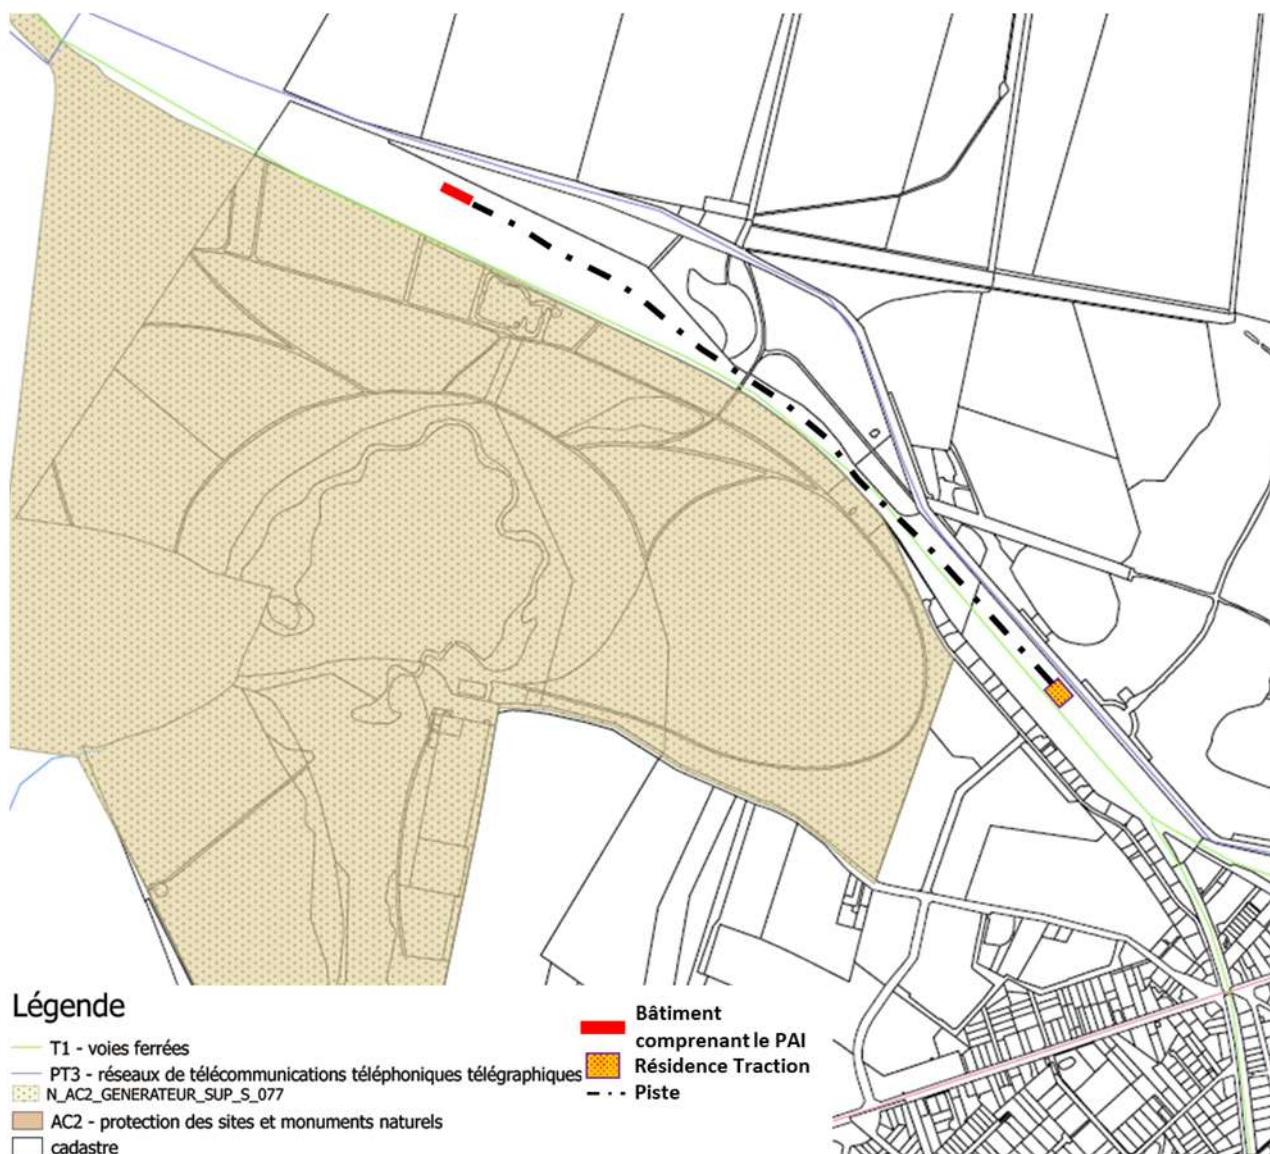 Légende
T1 - voies ferrées
PT3 - réseaux de télécommunications téléphoniques télégraphiques
N_AC2_GENERATEUR_SUP_S_077
AC2 - protection des sites et monuments naturels
cadastre
Bâtiment
comprenant le PAI
Résidence Traction
Piste